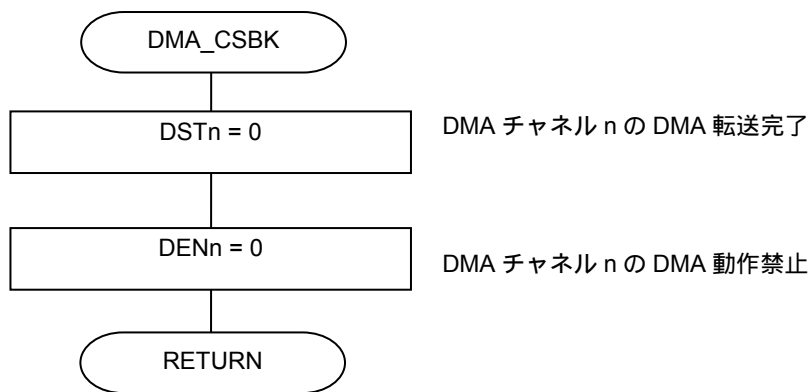 DMA_CSBK
DSTn = 0
DMA チャネル n の DMA 転送完了
DENn = 0
DMA チャネル n の DMA 動作禁止
RETURN